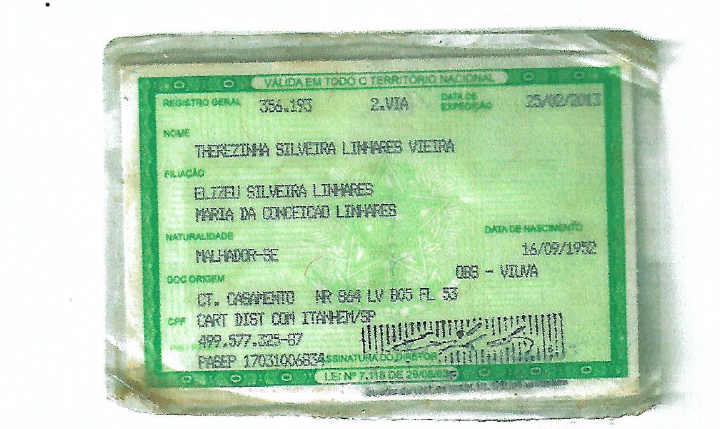 VÁLIDA EM TODO O TERRITÓRIO NACIONAL
REGISTRO GERAL 356.193 2.VIA DATA DE EXPEDIÇÃO 25/02/2013
NOME
THEREZINHA SILVEIRA LINHARES VIEIRA
FILIAÇÃO
ELIZEU SILVEIRA LINHARES
MARIA DA CONCEICAO LINHARES
NATURALIDADE DATA DE NASCIMENTO
MALHADOR-SE 16/09/1952
DOC ORIGEM OBS - VIUVA
CT. CASAMENTO NR 864 LV B05 FL 53
CPF CART DIST COM ITANHEM/SP
499.577.325-87
PASEP 17031006834 ASSINATURA DO DIRETOR
LEI Nº 7.116 DE 29/08/83